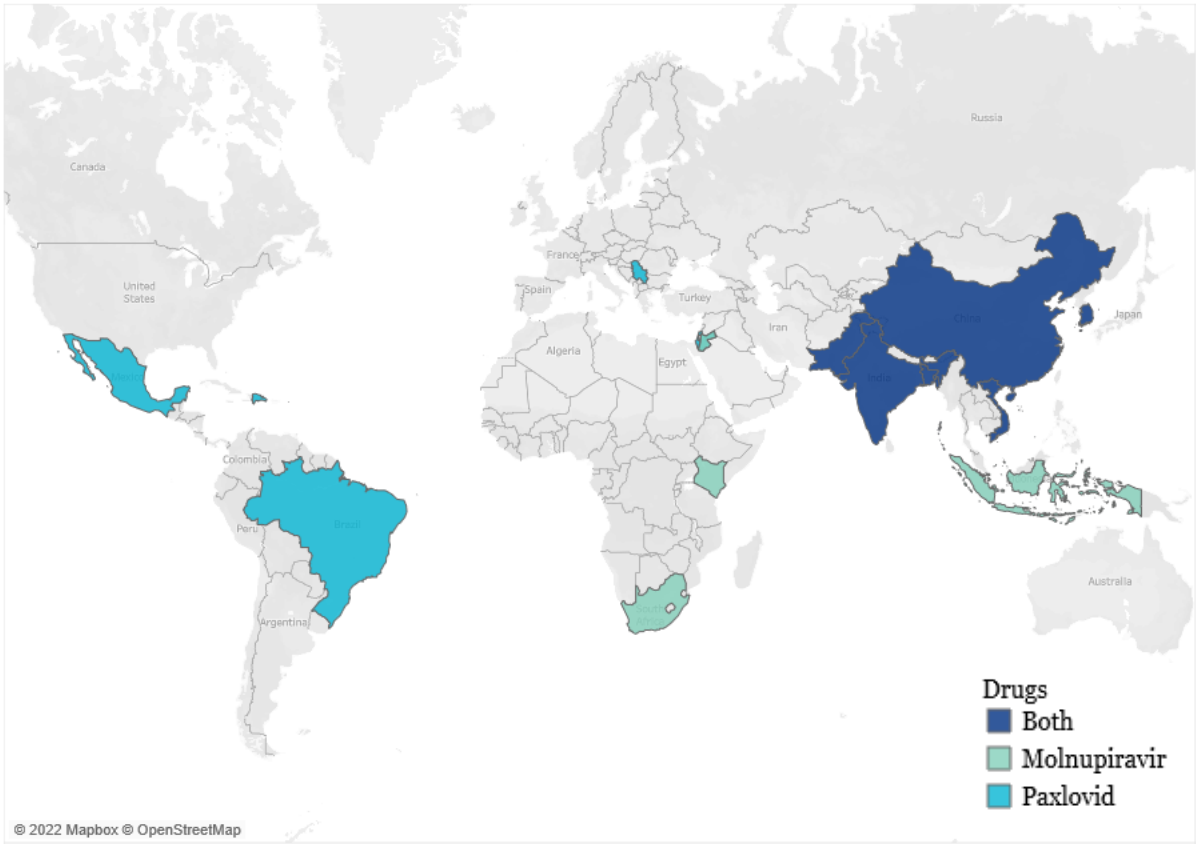 Russia
Canada
France
United
States
Spain
Turkey
Japan
China
Iran
Algeria
Egypt
Mexico
India
Colombia
Peru
Brazil
Australia
South
Africa
Argentina
Drugs
Both
Molnupiravir
Paxlovid
© 2022 Mapbox © OpenStreetMap